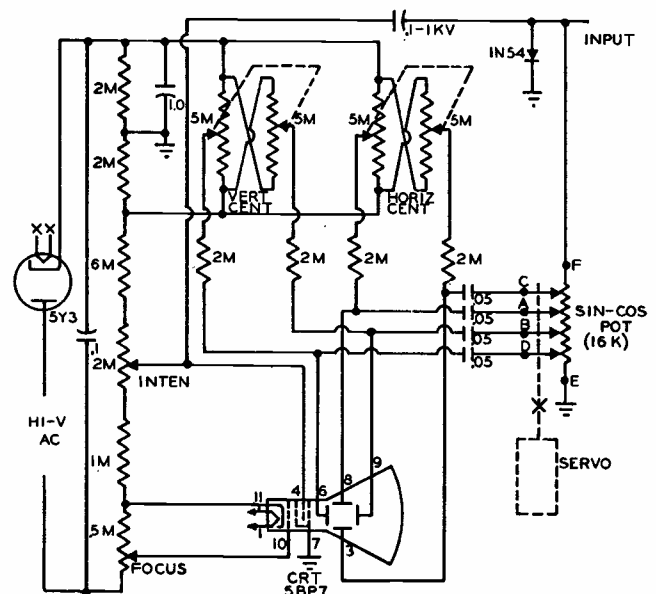 .1-1KV
INPUT
IN54
2M
1.0
5M
5M
5M
5M
2M
VERT
CENT
HORIZ
CENT
XX
6M
2M
2M
2M
2M
F
C
.05
A
.05
B
.05
D
.05
SIN-COS
POT
(16 K)
5Y3
.1
2M
INTEN
E
HI-V
AC
SERVO
1M
9
8
11
4
6
.5M
1
10
7
3
FOCUS
CRT
5BP7